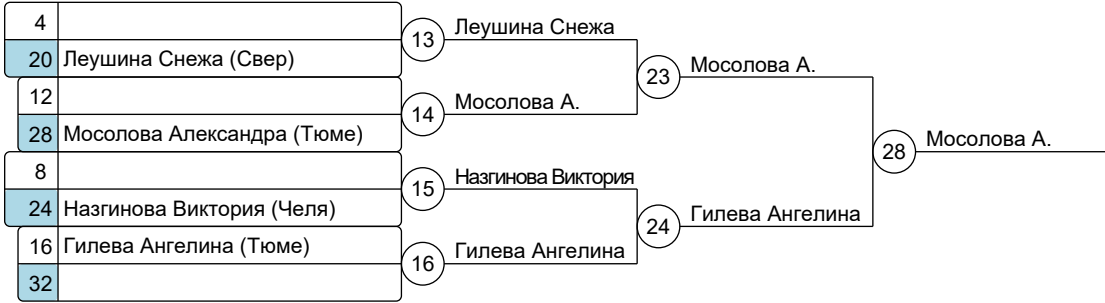 4
13
Леушина Снежа
20 Леушина Снежа (Свер)
23
Мосолова А.
12
14
Мосолова А.
28 Мосолова Александра (Тюме)
28
Мосолова А.
8
15
Назгинова Виктория
24 Назгинова Виктория (Челя)
24
Гилева Ангелина
16 Гилева Ангелина (Тюме)
16
Гилева Ангелина
32